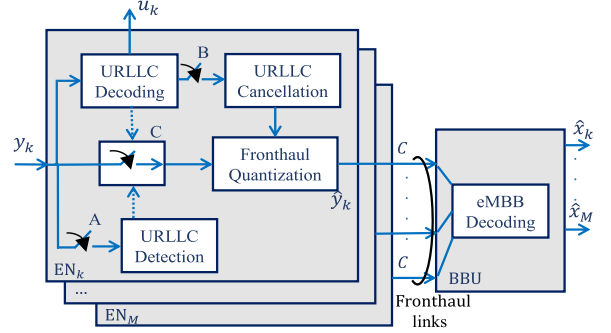 u_k
B
URLLC
Decoding
URLLC
Cancellation
y_k
C
Fronthaul
Quantization
ŷ_k
A
URLLC
Detection
EN_k
...
EN_M
C
C
Fronthaul
links
eMBB
Decoding
BBU
x̂_k
x̂_M